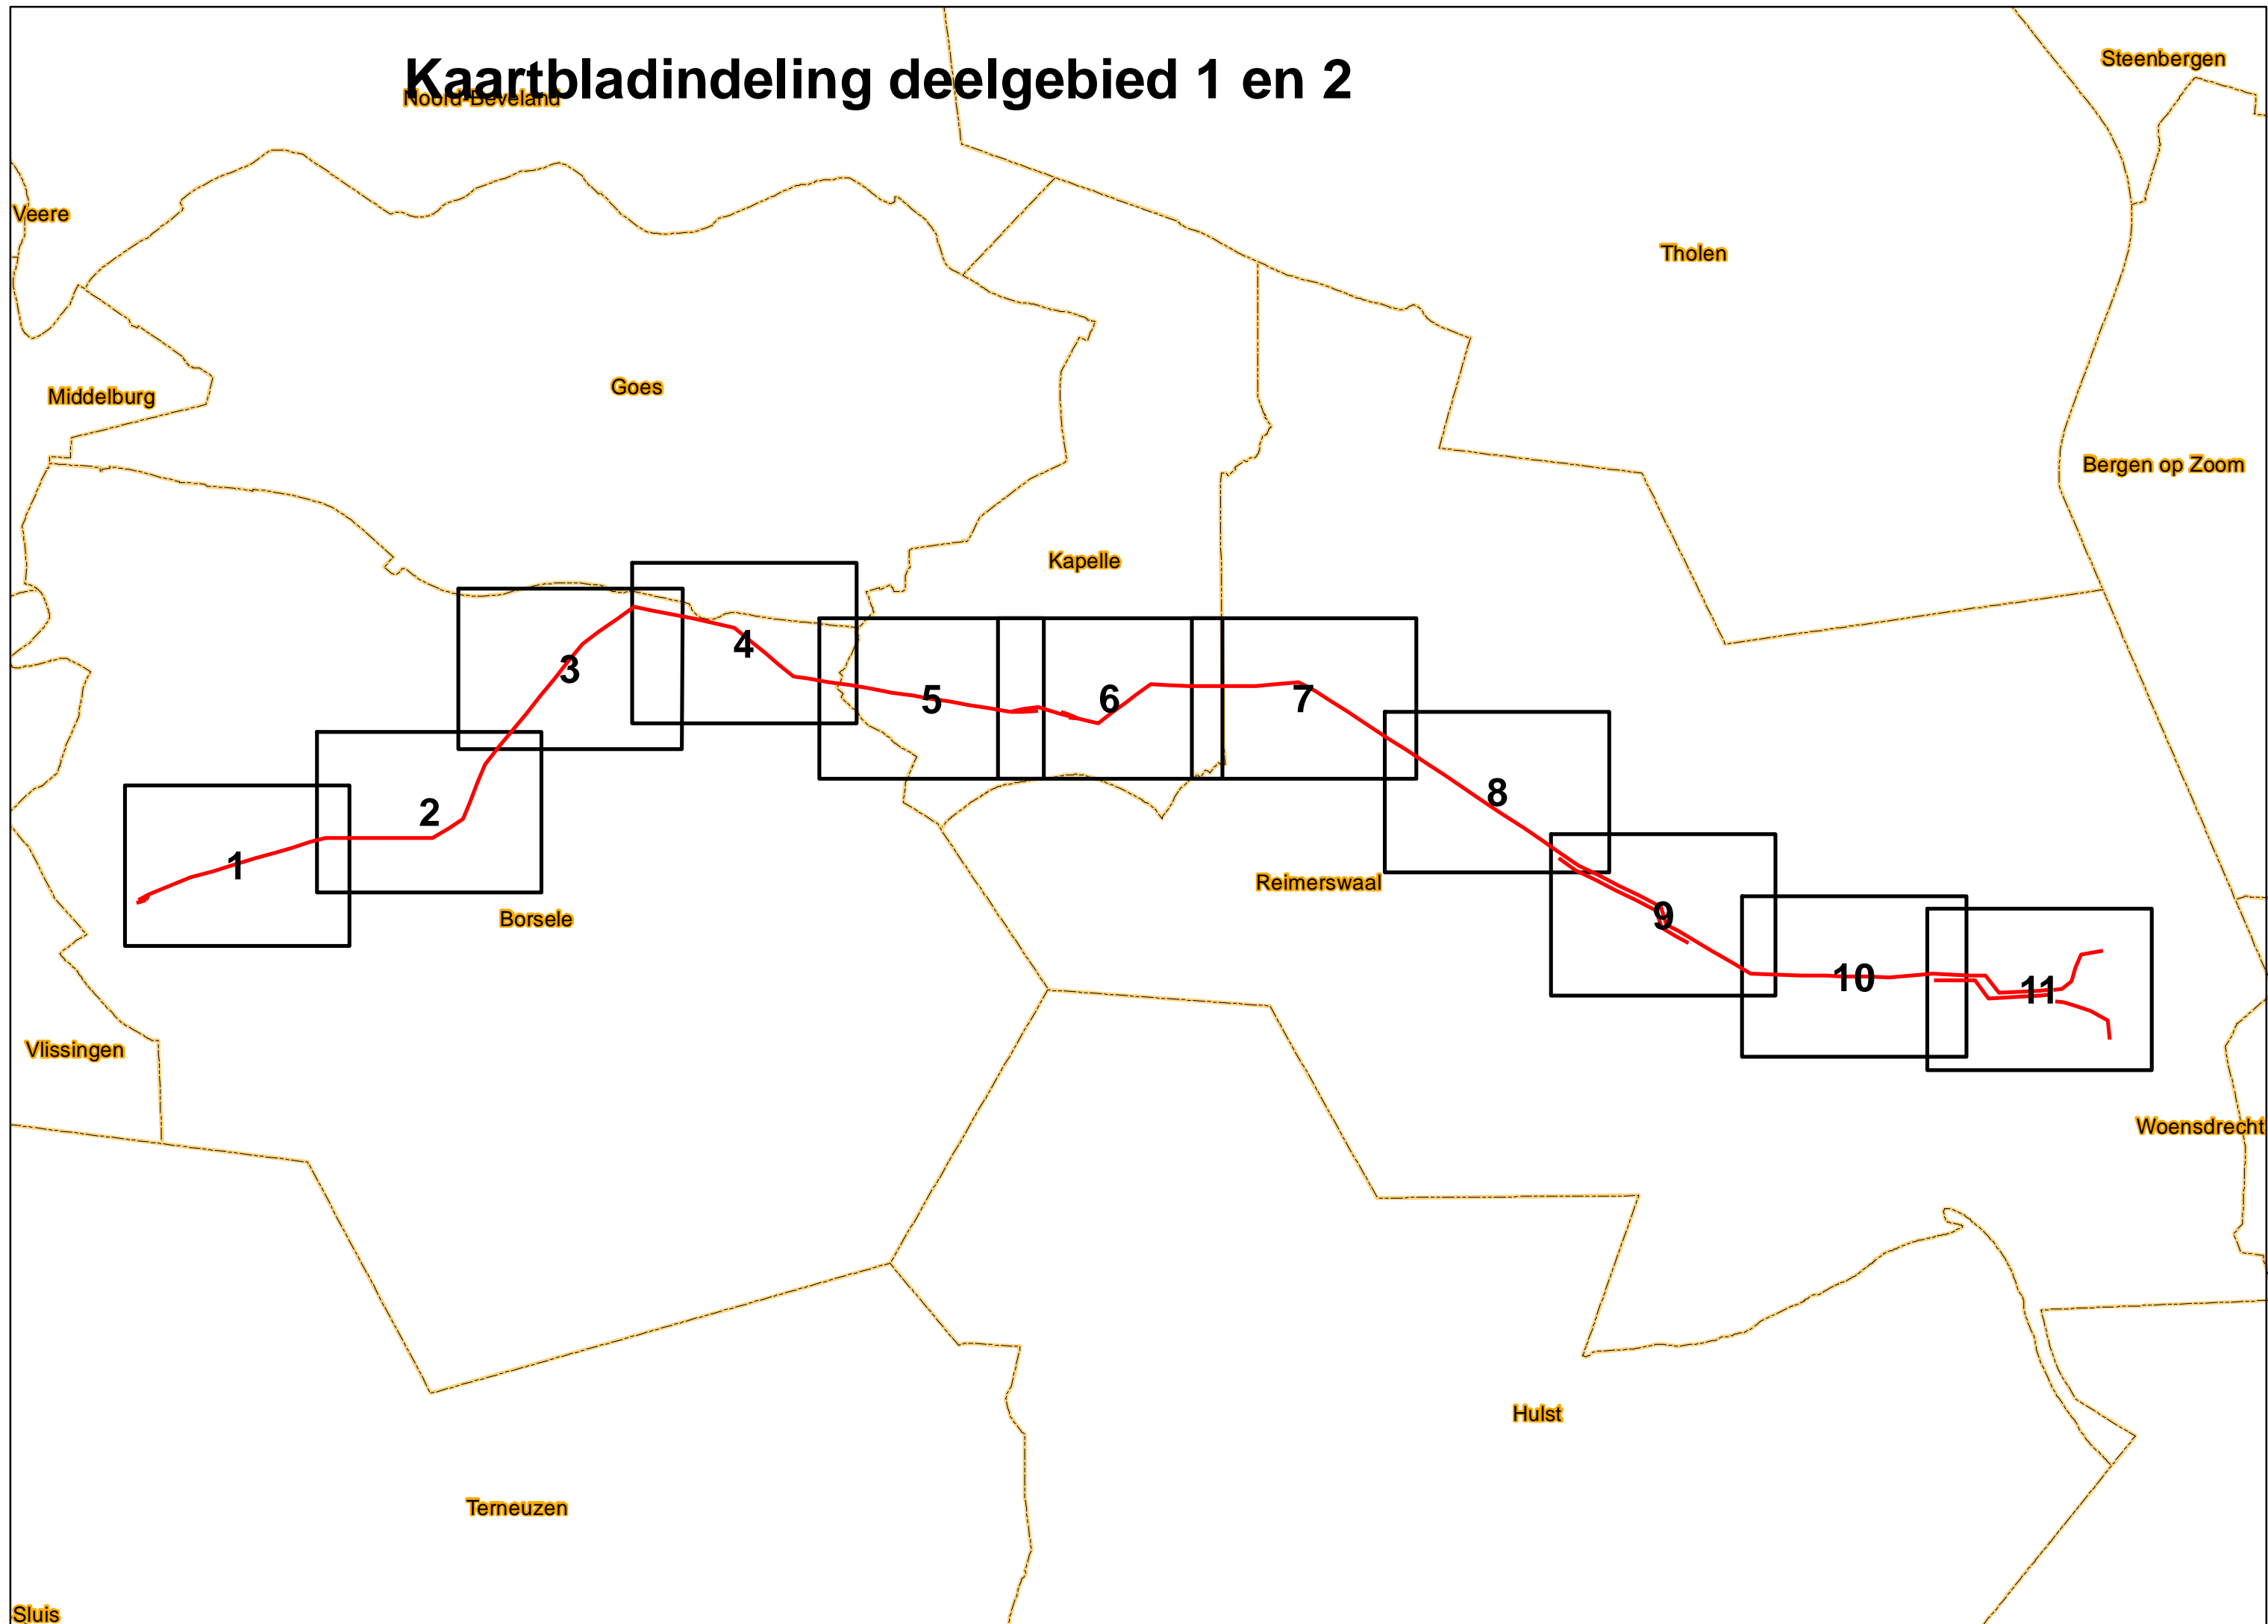 Kaartbladindeling deelgebied 1 en 2
Steenbergen
Noord-Beveland
Veere
Tholen
Middelburg
Goes
Bergen op Zoom
Kapelle
4
3
5
6
7
8
2
1
Reimerswaal
9
Borsele
10
11
Vlissingen
Woensdrecht
Hulst
Terneuzen
Sluis